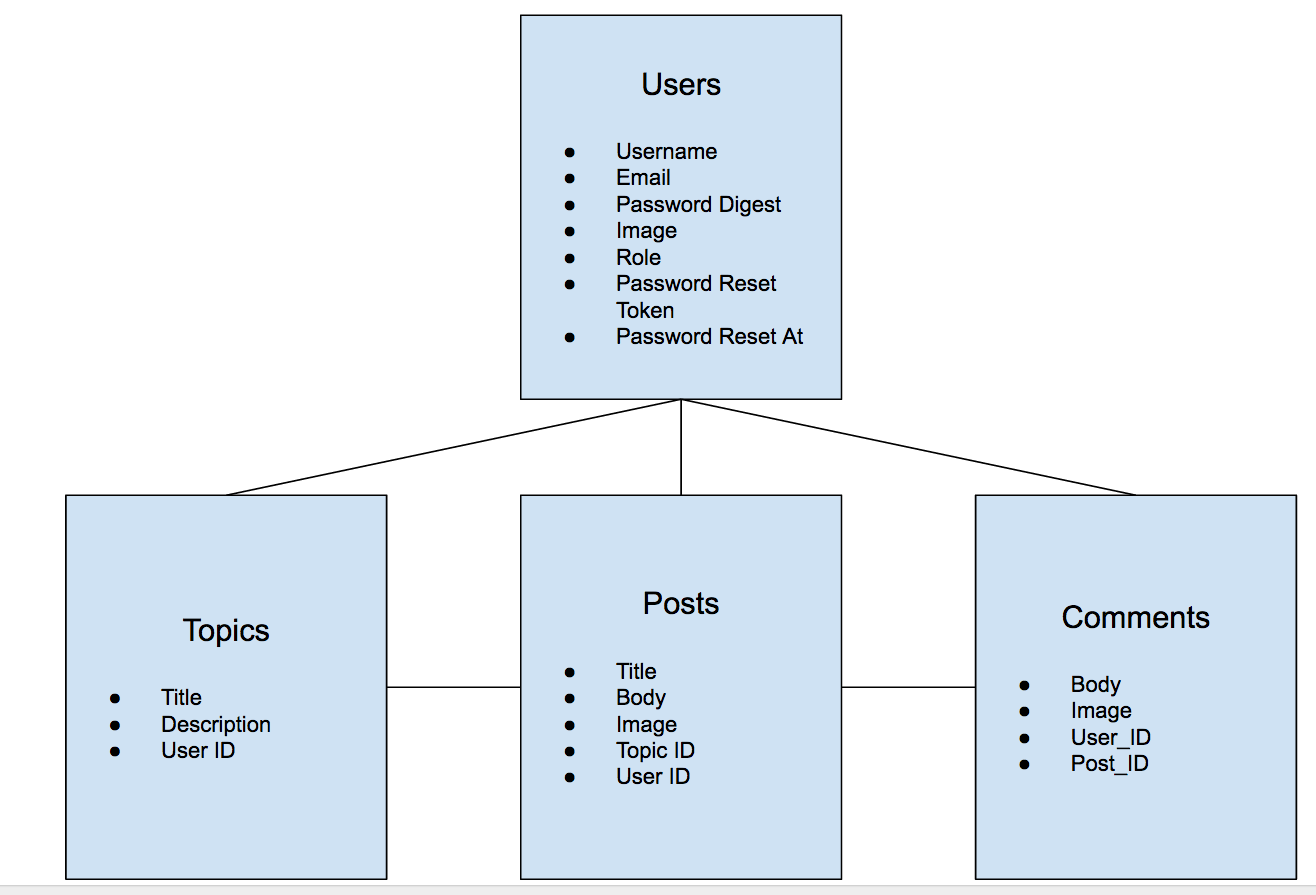 Users
● Username
● Email
● Password Digest
● Image
● Role
● Password Reset
Token
● Password Reset At
Topics
● Title
● Description
● User ID
Posts
● Title
● Body
● Image
● Topic ID
● User ID
Comments
● Body
● Image
● User_ID
● Post_ID